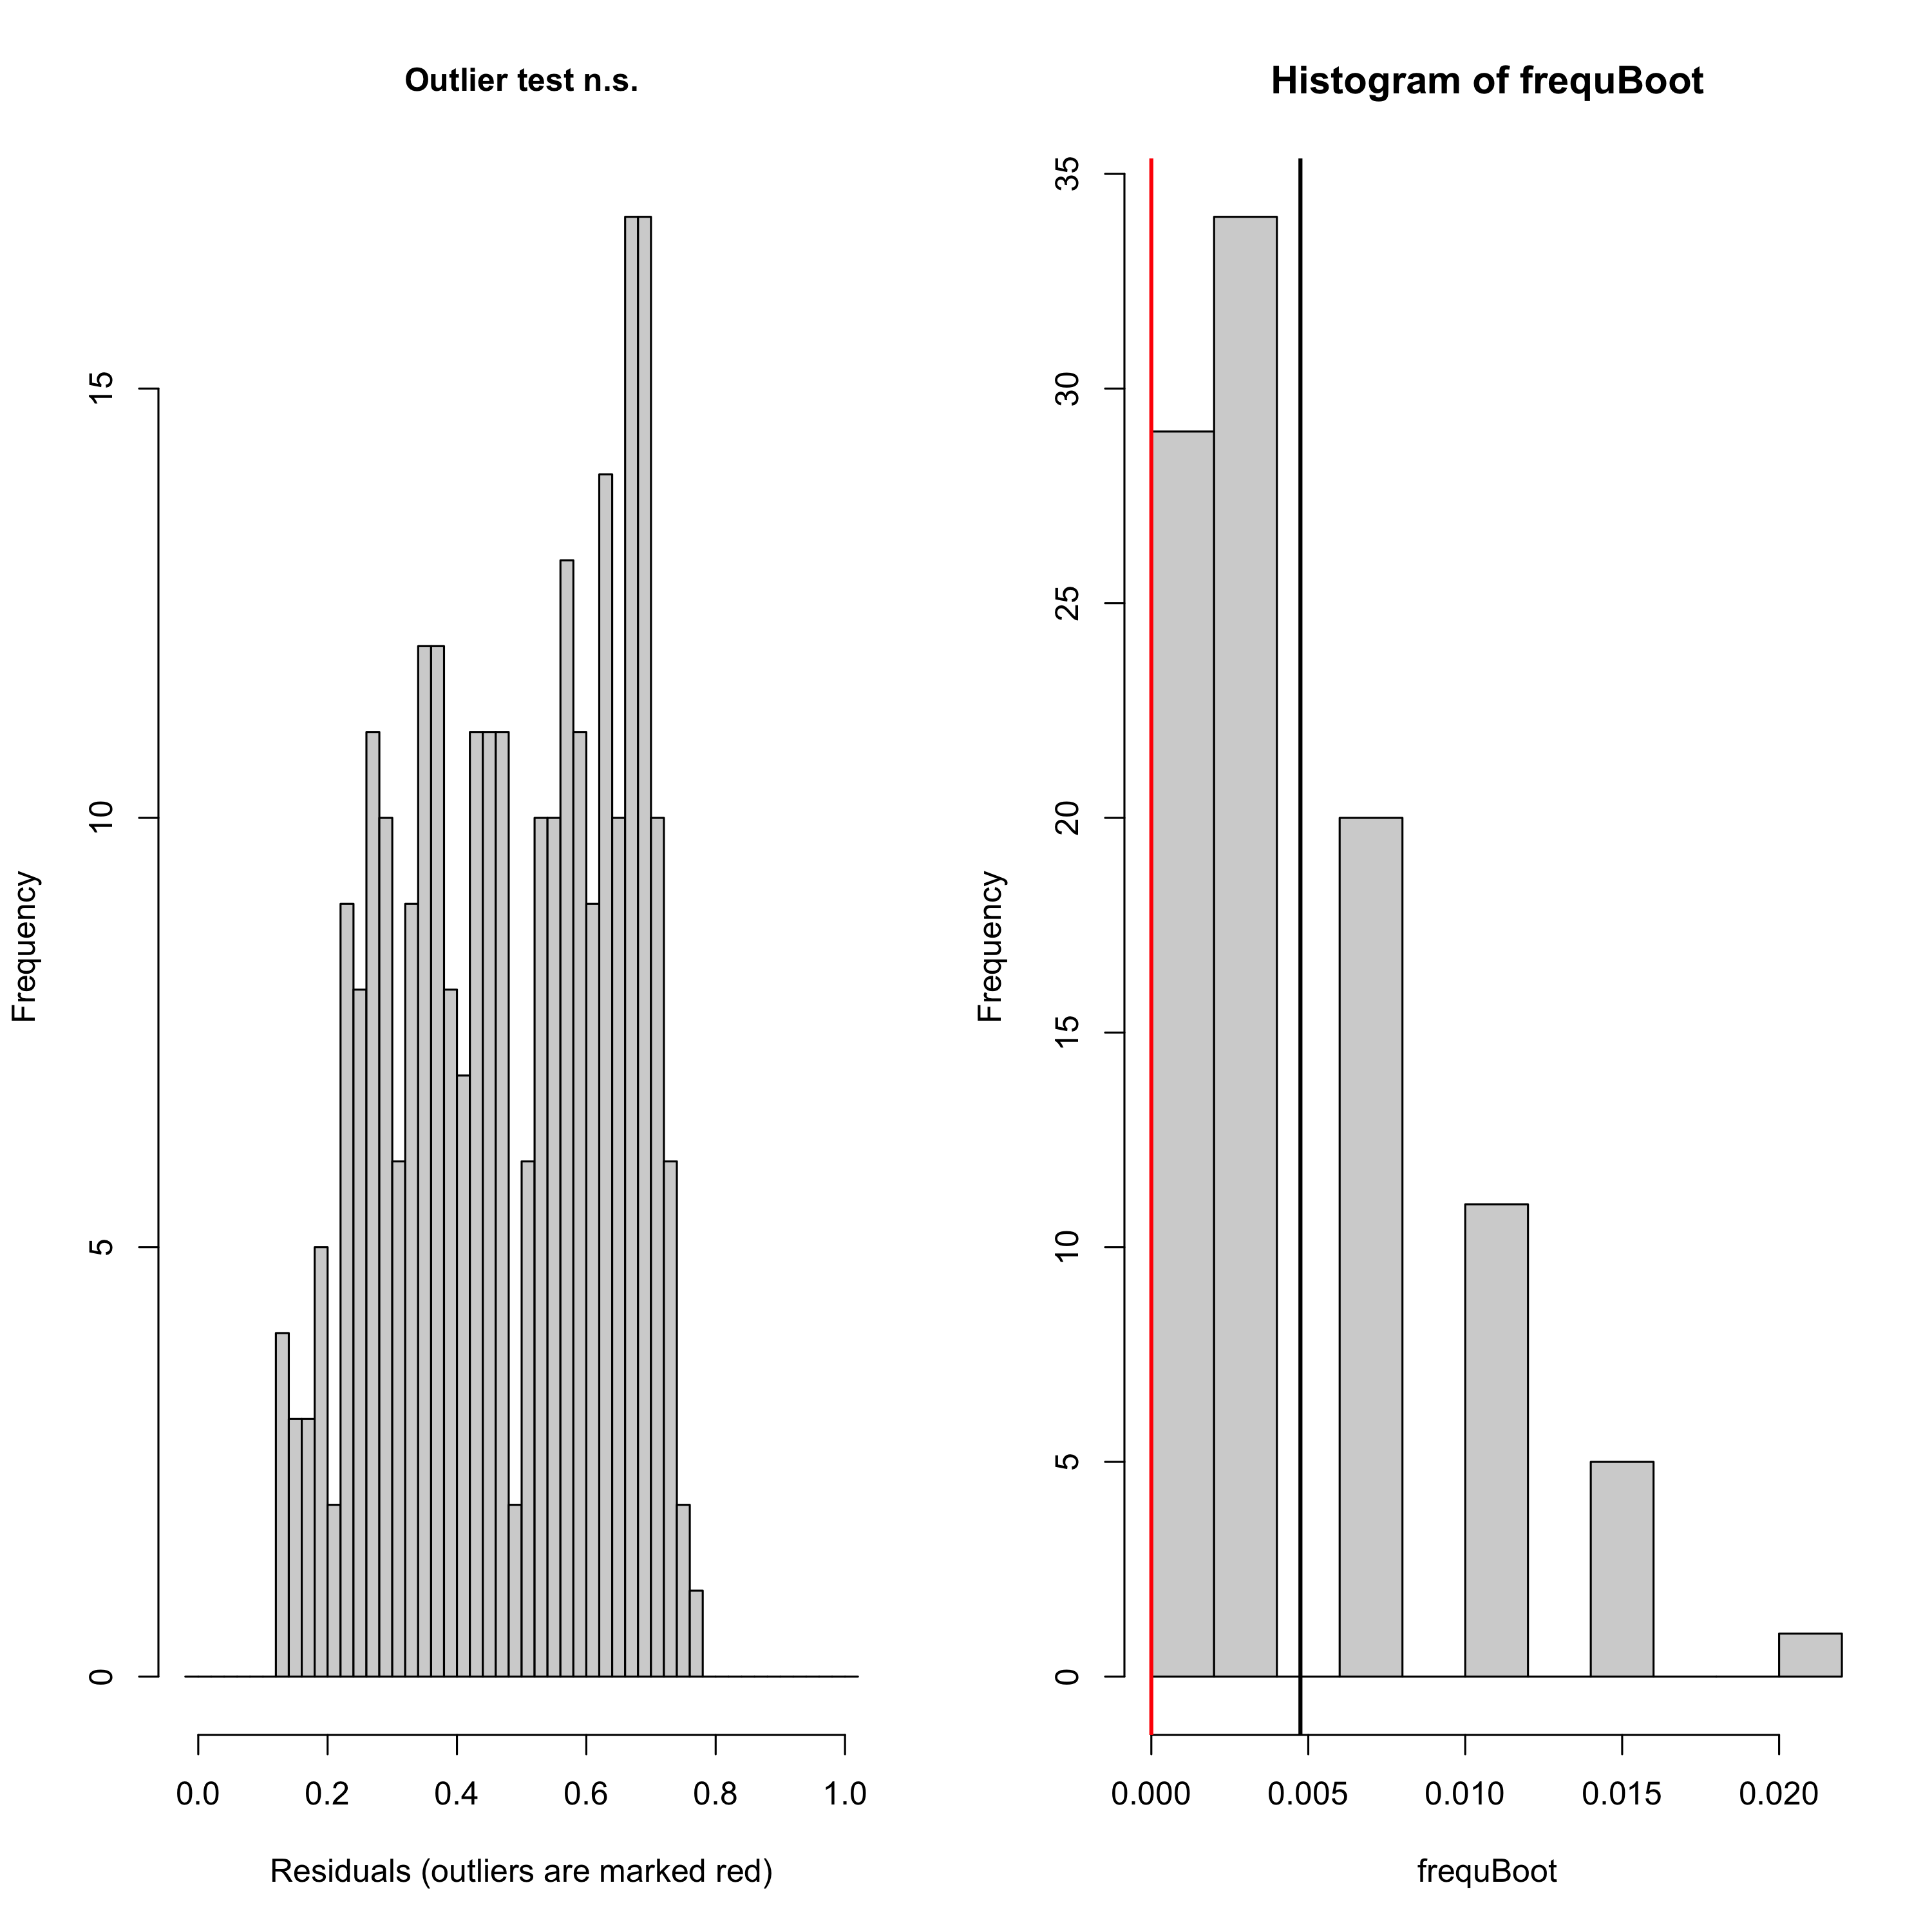 Outlier test n.s.
Frequency
0
5
10
15
0.0 0.2 0.4 0.6 0.8 1.0
Residuals (outliers are marked red)
Histogram of frequBoot
Frequency
0
5
10
15
20
25
30
35
0.000 0.005 0.010 0.015 0.020
frequBoot